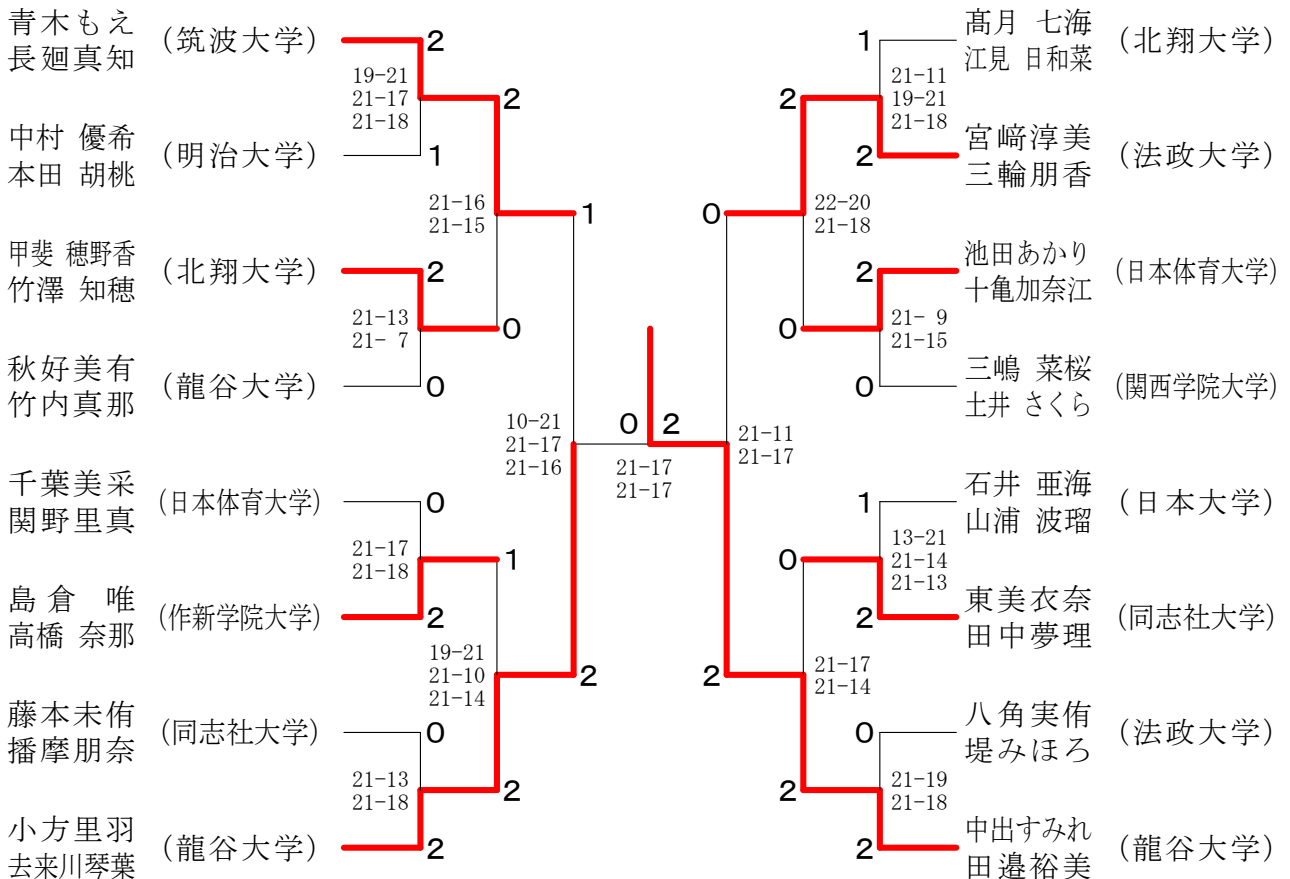 青木もえ
長廻真知
(筑波大学)
2
19-21
21-17
21-18
2
中村 優希
本田 胡桃
(明治大学)
1
21-16
21-15
1
甲斐 穂野香
竹澤 知穂
(北翔大学)
2
21-13
21- 7
0
秋好美有
竹内真那
(龍谷大学)
0
10-21
21-17
21-16
千葉美采
関野里真
(日本体育大学)
0
21-17
21-18
1
島倉 唯
高橋 奈那
(作新学院大学)
2
19-21
21-10
21-14
2
藤本未侑
播摩朋奈
(同志社大学)
0
21-13
21-18
2
小方里羽
去来川琴葉
(龍谷大学)
2
0
2
21-17
21-17
1
髙月 七海
江見 日和菜
(北翔大学)
2
21-11
19-21
21-18
2
宮﨑淳美
三輪朋香
(法政大学)
0
22-20
21-18
2
池田あかり
十亀加奈江
(日本体育大学)
0
21- 9
21-15
0
三嶋 菜桜
土井 さくら
(関西学院大学)
21-11
21-17
1
石井 亜海
山浦 波瑠
(日本大学)
0
13-21
21-14
21-13
2
東美衣奈
田中夢理
(同志社大学)
2
21-17
21-14
0
八角実侑
堤みほろ
(法政大学)
2
21-19
21-18
2
中出すみれ
田邉裕美
(龍谷大学)